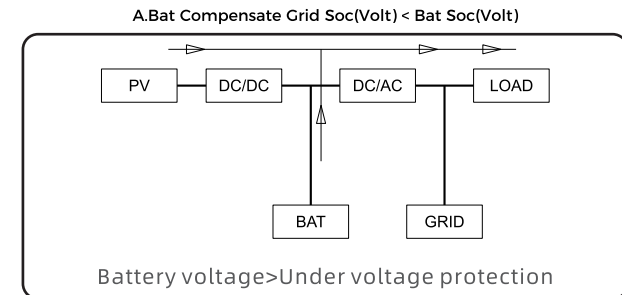 A.Bat Compensate Grid Soc(Volt) < Bat Soc(Volt)
PV
DC/DC
DC/AC
LOAD
BAT
GRID
Battery voltage>Under voltage protection